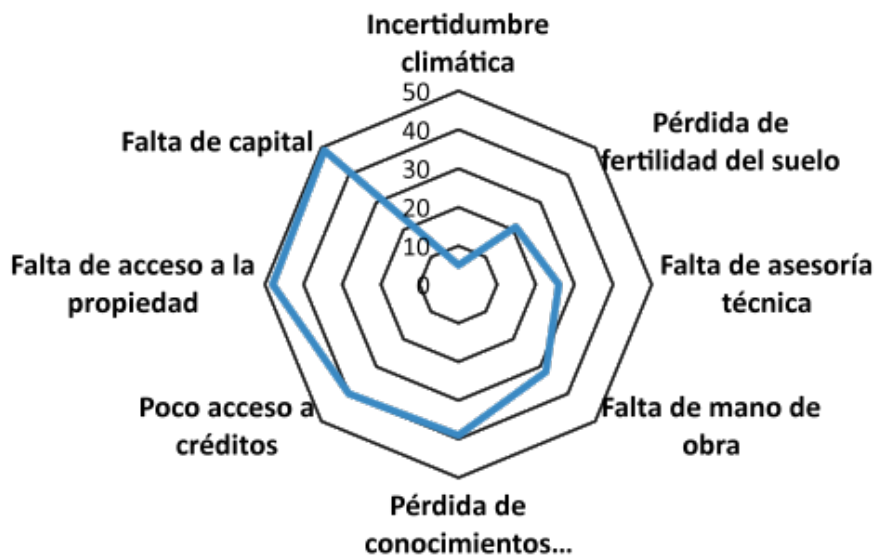 Incertidumbre
climática
50
40
30
20
10
0
Pérdida de
fertilidad del suelo
Falta de asesoría
técnica
Falta de mano de
obra
Pérdida de
conocimientos...
Poco acceso a
créditos
Falta de acceso a la
propiedad
Falta de capital